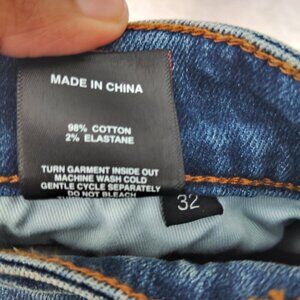 MADE IN CHINA
98% COTTON
2% ELASTANE
TURN GARMENT INSIDE OUT
MACHINE WASH COLD
GENTLE CYCLE SEPARATELY
DO NOT BLEACH
32